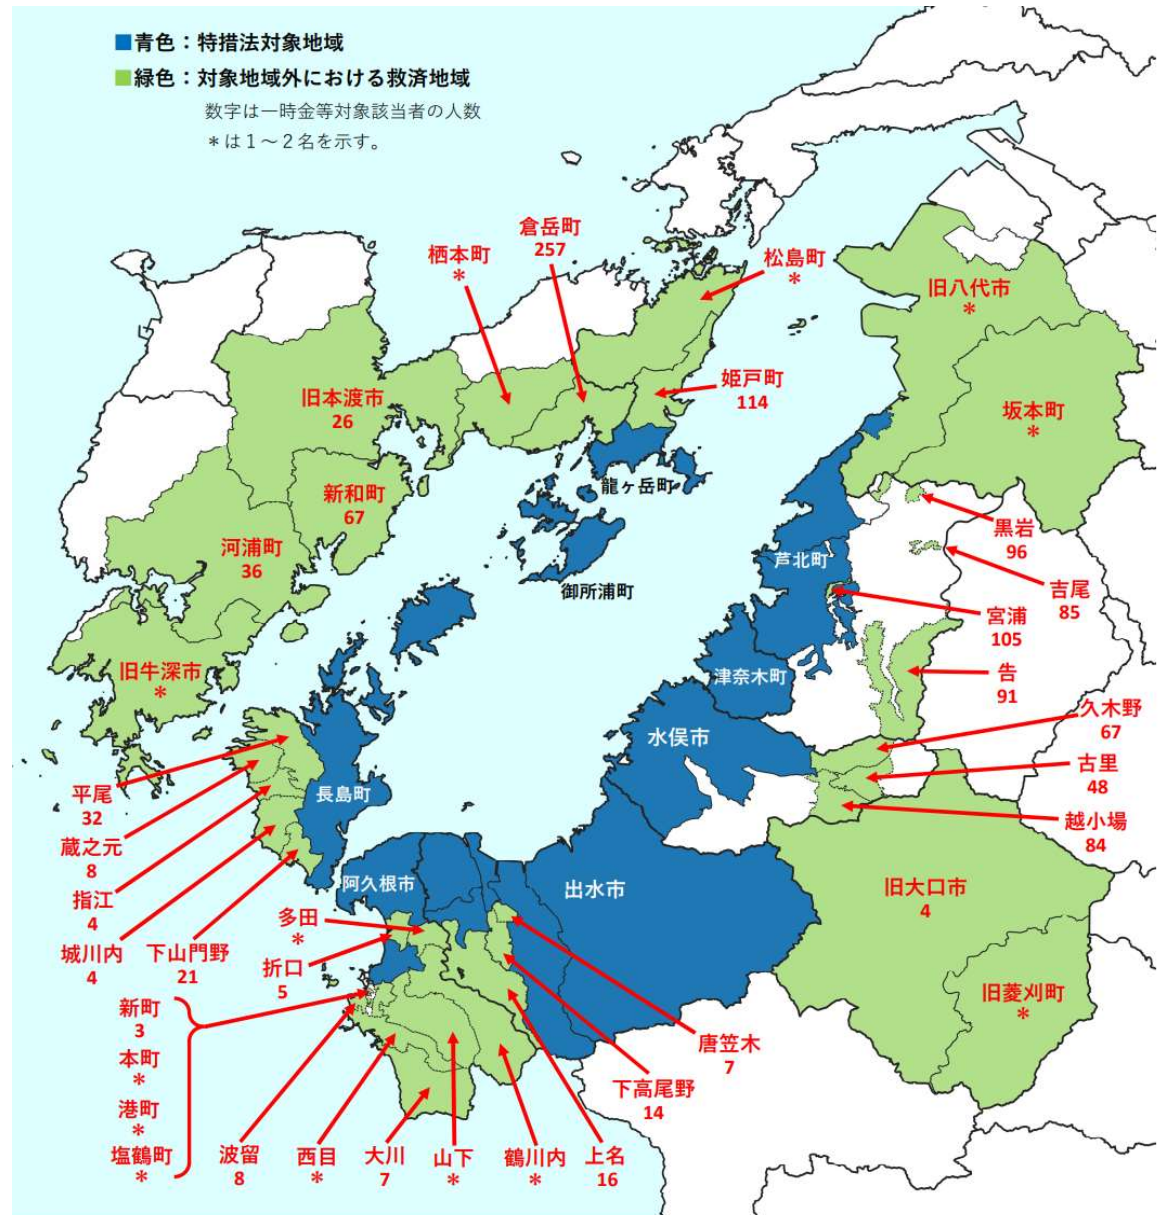 ■青色：特措法対象地域
■緑色：対象地域外における救済地域
数字は一時金等対象該当者の人数
＊は１～２名を示す。
倉岳町
257
栖本町
＊
松島町
＊
旧八代市
＊
姫戸町
114
旧本渡市
26
坂本町
＊
新和町
67
龍ヶ岳町
黒岩
96
河浦町
36
芦北町
御所浦町
吉尾
85
宮浦
105
旧牛深市
＊
津奈木町
告
91
水俣市
久木野
67
古里
48
平尾
32
長島町
越小場
84
蔵之元
8
阿久根市
出水市
旧大口市
4
指江
4
多田
＊
城川内
4
下山門野
21
折口
5
旧菱刈町
＊
新町
3
本町
＊
港町
＊
塩鶴町
＊
唐笠木
7
下高尾野
14
波留
8
西目
＊
大川
7
山下
＊
鶴川内
＊
上名
16